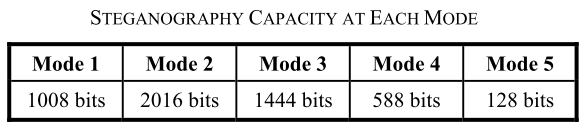 STEGANOGRAPHY CAPACITY AT EACH MODE
Mode 1 Mode 2 Mode 3 Mode 4 Mode 5
1008 bits 2016 bits 1444 bits 588 bits 128 bits